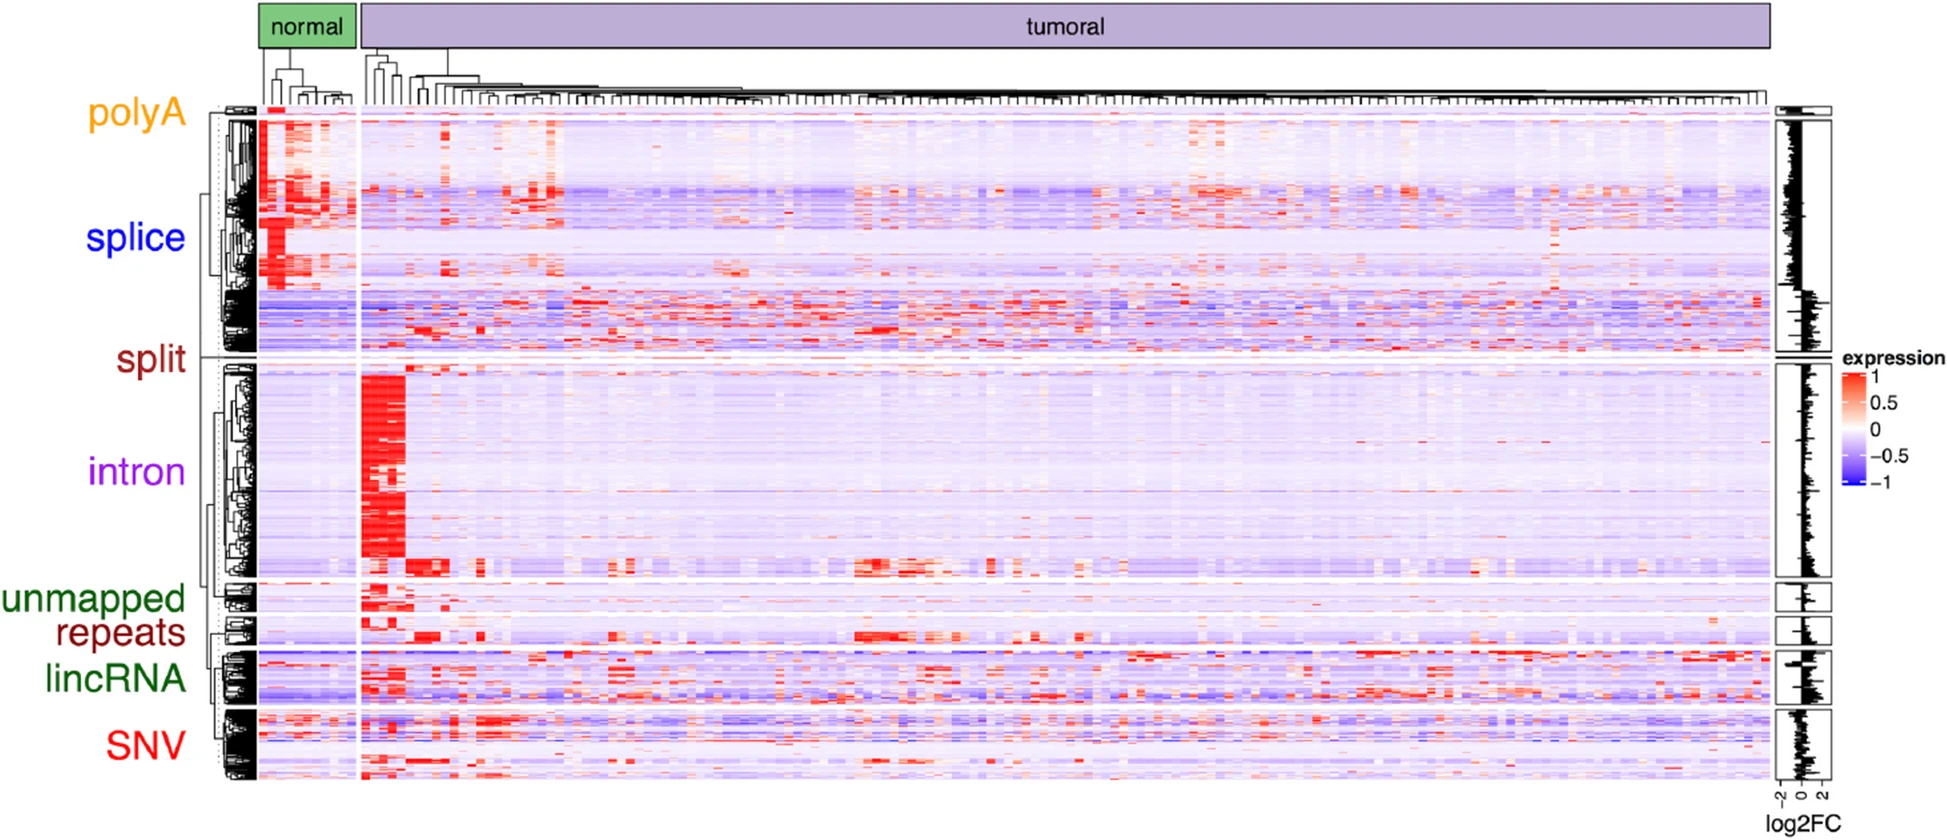 normal
tumoral
polyA
splice
split
intron
unmapped
repeats
lincRNA
SNV
expression
1
0.5
0
−0.5
−1
−2 0 2
log2FC